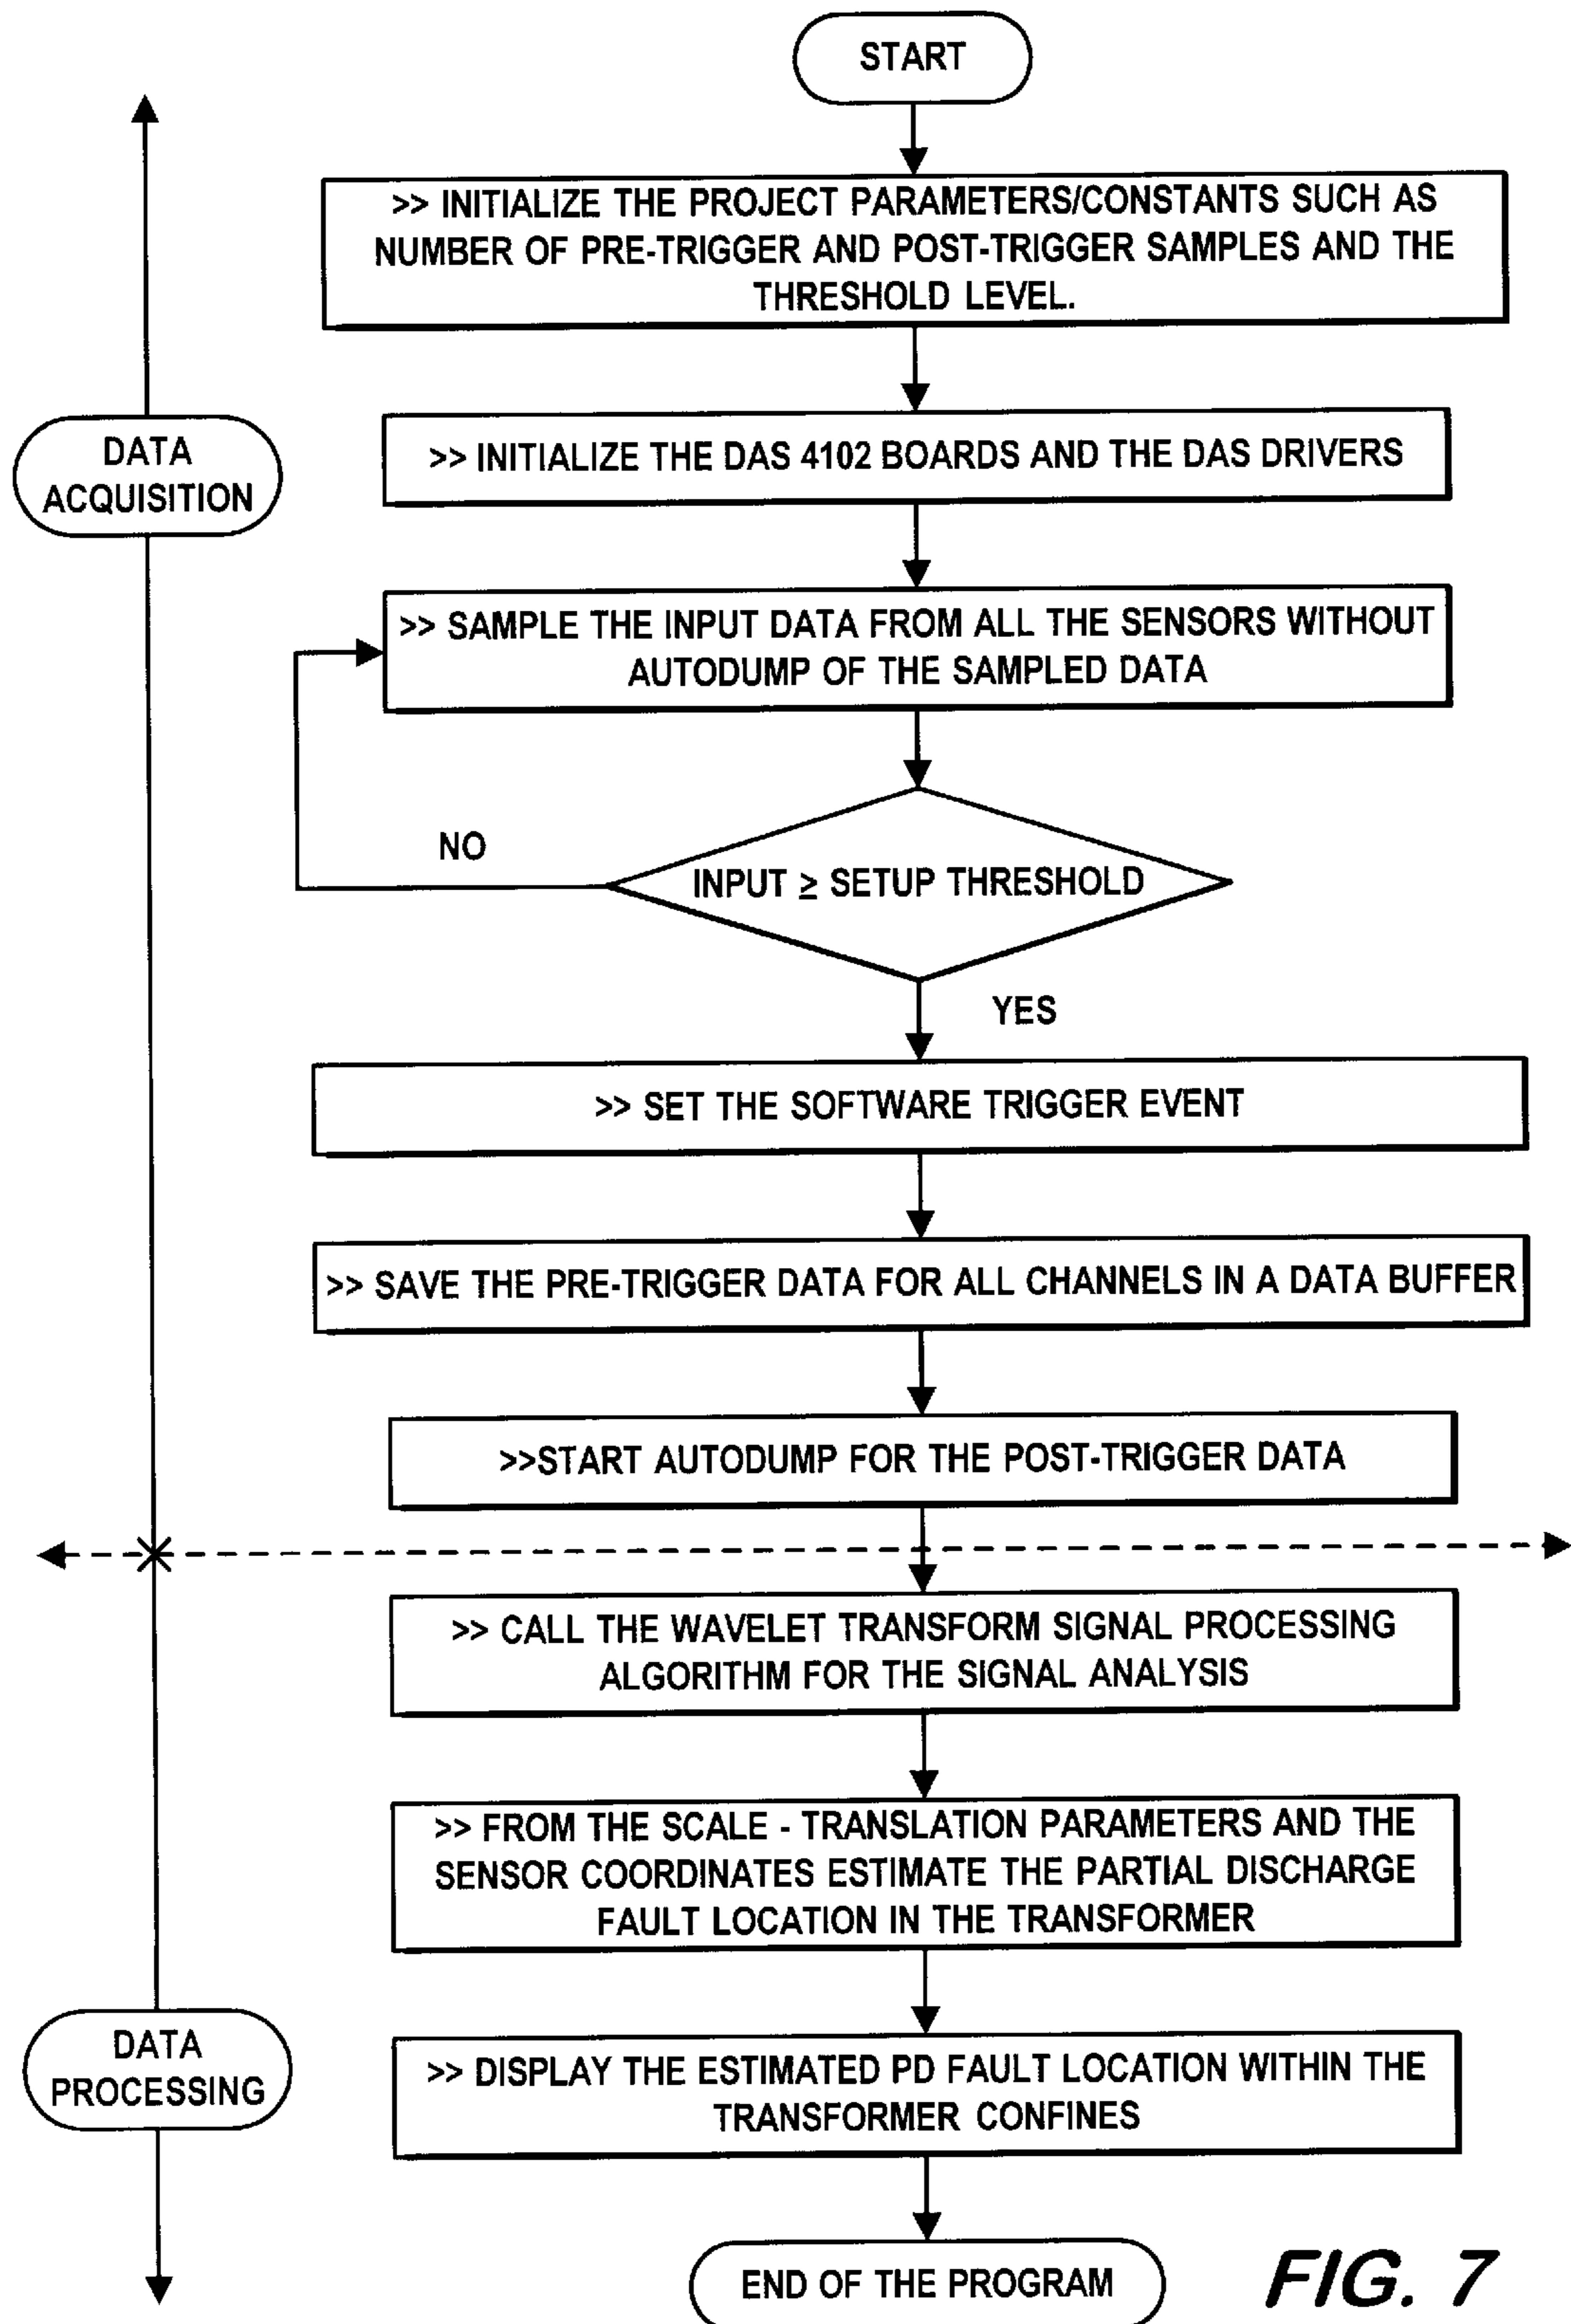 START
>> INITIALIZE THE PROJECT PARAMETERS/CONSTANTS SUCH AS
NUMBER OF PRE-TRIGGER AND POST-TRIGGER SAMPLES AND THE
THRESHOLD LEVEL.
DATA
ACQUISITION
>> INITIALIZE THE DAS 4102 BOARDS AND THE DAS DRIVERS
>> SAMPLE THE INPUT DATA FROM ALL THE SENSORS WITHOUT
AUTODUMP OF THE SAMPLED DATA
NO
INPUT ≥ SETUP THRESHOLD
YES
>> SET THE SOFTWARE TRIGGER EVENT
>> SAVE THE PRE-TRIGGER DATA FOR ALL CHANNELS IN A DATA BUFFER
>>START AUTODUMP FOR THE POST-TRIGGER DATA
>> CALL THE WAVELET TRANSFORM SIGNAL PROCESSING
ALGORITHM FOR THE SIGNAL ANALYSIS
>> FROM THE SCALE - TRANSLATION PARAMETERS AND THE
SENSOR COORDINATES ESTIMATE THE PARTIAL DISCHARGE
FAULT LOCATION IN THE TRANSFORMER
DATA
PROCESSING
>> DISPLAY THE ESTIMATED PD FAULT LOCATION WITHIN THE
TRANSFORMER CONFINES
END OF THE PROGRAM
FIG. 7